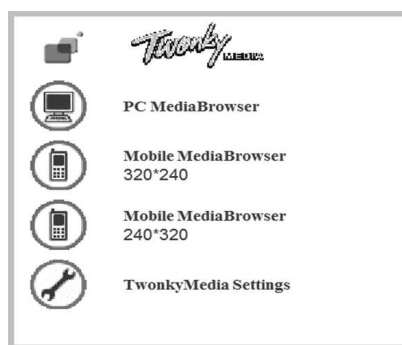 Twonky MEDIA
PC MediaBrowser
Mobile MediaBrowser
320*240
Mobile MediaBrowser
240*320
TwonkyMedia Settings